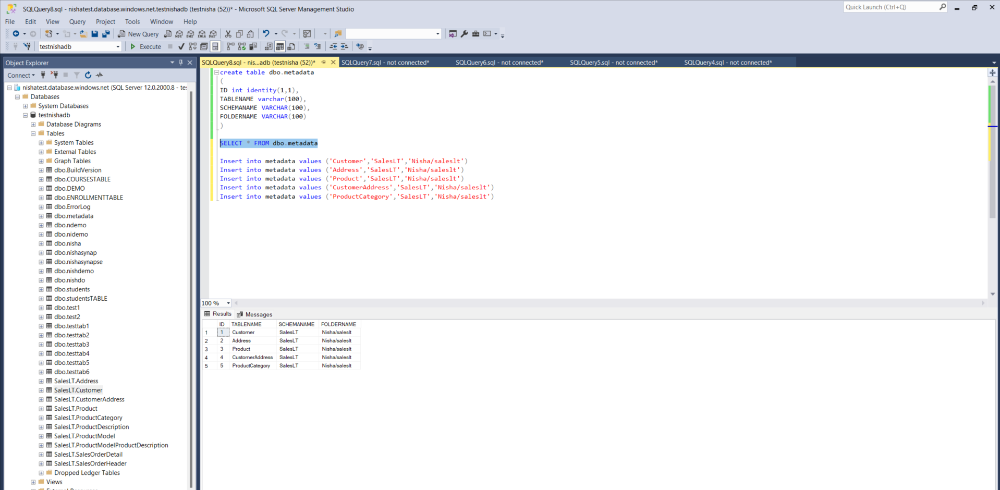 SQLQuery8.sql - nishatest.database.windows.net.testnishadb (testnisha (52))* - Microsoft SQL Server Management Studio
Quick Launch (Ctrl+Q)
File Edit View Query Project Tools Window Help
New Query
testnishadb
Execute
Object Explorer
Connect
nishatest.database.windows.net (SQL Server 12.0.2000.8 - tes
Databases
System Databases
testnishadb
Database Diagrams
Tables
System Tables
External Tables
Graph Tables
dbo.BuildVersion
dbo.COURSESTABLE
dbo.DEMO
dbo.ENROLLMENTTABLE
dbo.ErrorLog
dbo.metadata
dbo.ndemo
dbo.nidemo
dbo.nisha
dbo.nishasynap
dbo.nishasynapse
dbo.nishdemo
dbo.nishdo
dbo.students
dbo.studentsTABLE
dbo.test1
dbo.test2
dbo.testtab1
dbo.testtab2
dbo.testtab3
dbo.testtab4
dbo.testtab5
dbo.testtab6
SalesLT.Address
SalesLT.Customer
SalesLT.CustomerAddress
SalesLT.Product
SalesLT.ProductCategory
SalesLT.ProductDescription
SalesLT.ProductModel
SalesLT.ProductModelProductDescription
SalesLT.SalesOrderDetail
SalesLT.SalesOrderHeader
Dropped Ledger Tables
Views
SQLQuery8.sql - nis...adb (testnisha (52))* SQLQuery7.sql - not connected* SQLQuery6.sql - not connected* SQLQuery5.sql - not connected* SQLQuery4.sql - not connected*
create table dbo.metadata
(
ID int identity(1,1),
TABLENAME varchar(100),
SCHEMANAME VARCHAR(100),
FOLDERNAME VARCHAR(100)
)
SELECT * FROM dbo.metadata
Insert into metadata values ('Customer','SalesLT','Nisha/saleslt')
Insert into metadata values ('Address','SalesLT','Nisha/saleslt')
Insert into metadata values ('Product','SalesLT','Nisha/saleslt')
Insert into metadata values ('CustomerAddress','SalesLT','Nisha/saleslt')
Insert into metadata values ('ProductCategory','SalesLT','Nisha/saleslt')
100 %
Results Messages
ID TABLENAME SCHEMANAME FOLDERNAME
1 1 Customer SalesLT Nisha/saleslt
2 2 Address SalesLT Nisha/saleslt
3 3 Product SalesLT Nisha/saleslt
4 4 CustomerAddress SalesLT Nisha/saleslt
5 5 ProductCategory SalesLT Nisha/saleslt